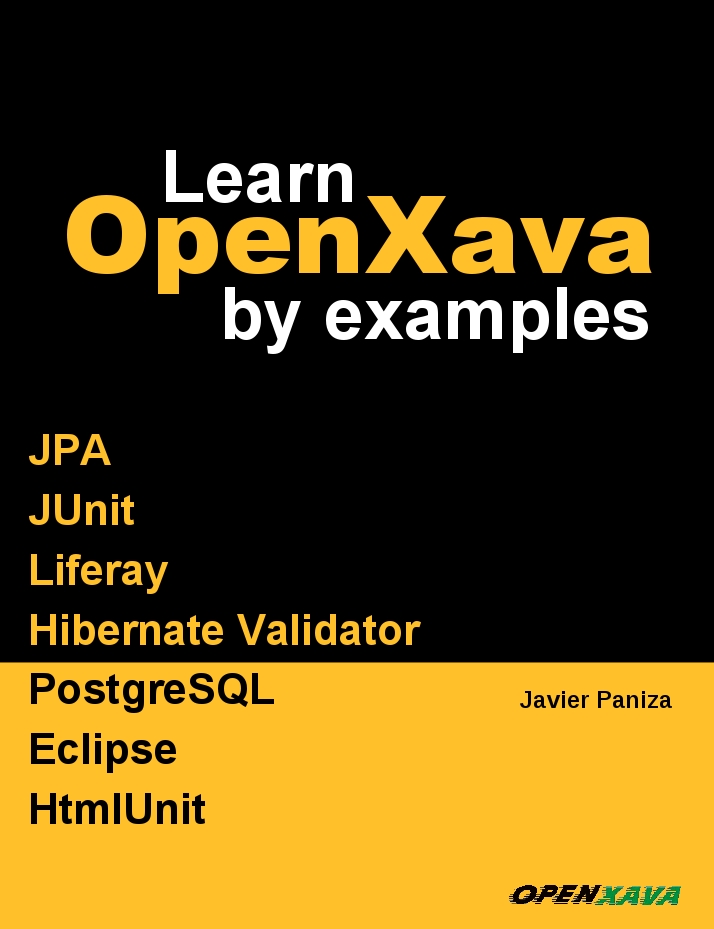 Learn
OpenXava
by examples
JPA
JUnit
Liferay
Hibernate Validator
PostgreSQL
Javier Paniza
Eclipse
HtmlUnit
OPENXAVA